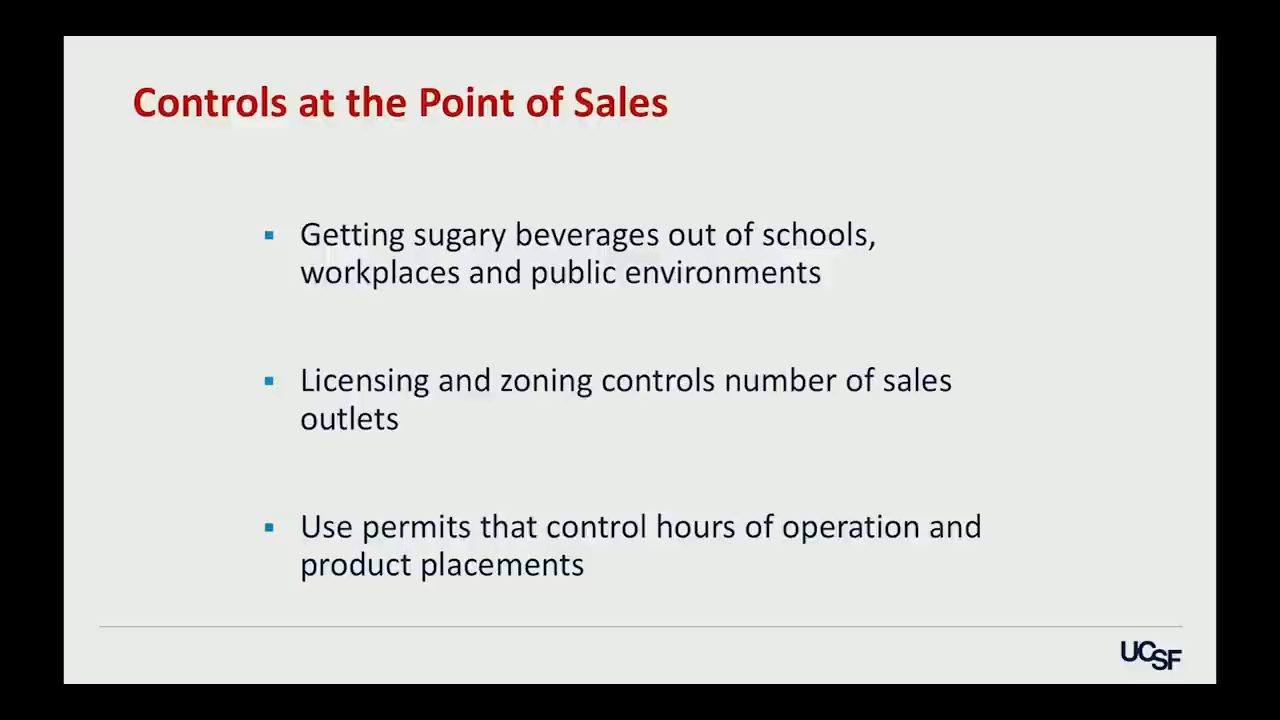 Controls at the Point of Sales
▪ Getting sugary beverages out of schools,
workplaces and public environments
▪ Licensing and zoning controls number of sales
outlets
▪ Use permits that control hours of operation and
product placements
UCSF